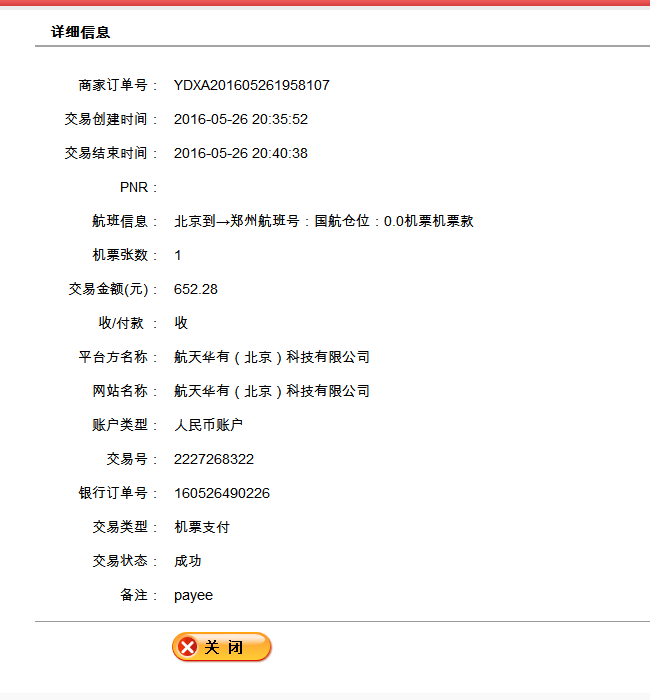 详细信息
商家订单号： YDXA201605261958107
交易创建时间： 2016-05-26 20:35:52
交易结束时间： 2016-05-26 20:40:38
PNR：
航班信息： 北京到→郑州航班号：国航仓位：0.0机票机票款
机票张数： 1
交易金额(元)： 652.28
收/付款 ： 收
平台方名称： 航天华有（北京）科技有限公司
网站名称： 航天华有（北京）科技有限公司
账户类型： 人民币账户
交易号： 2227268322
银行订单号： 160526490226
交易类型： 机票支付
交易状态： 成功
备注： payee
关 闭